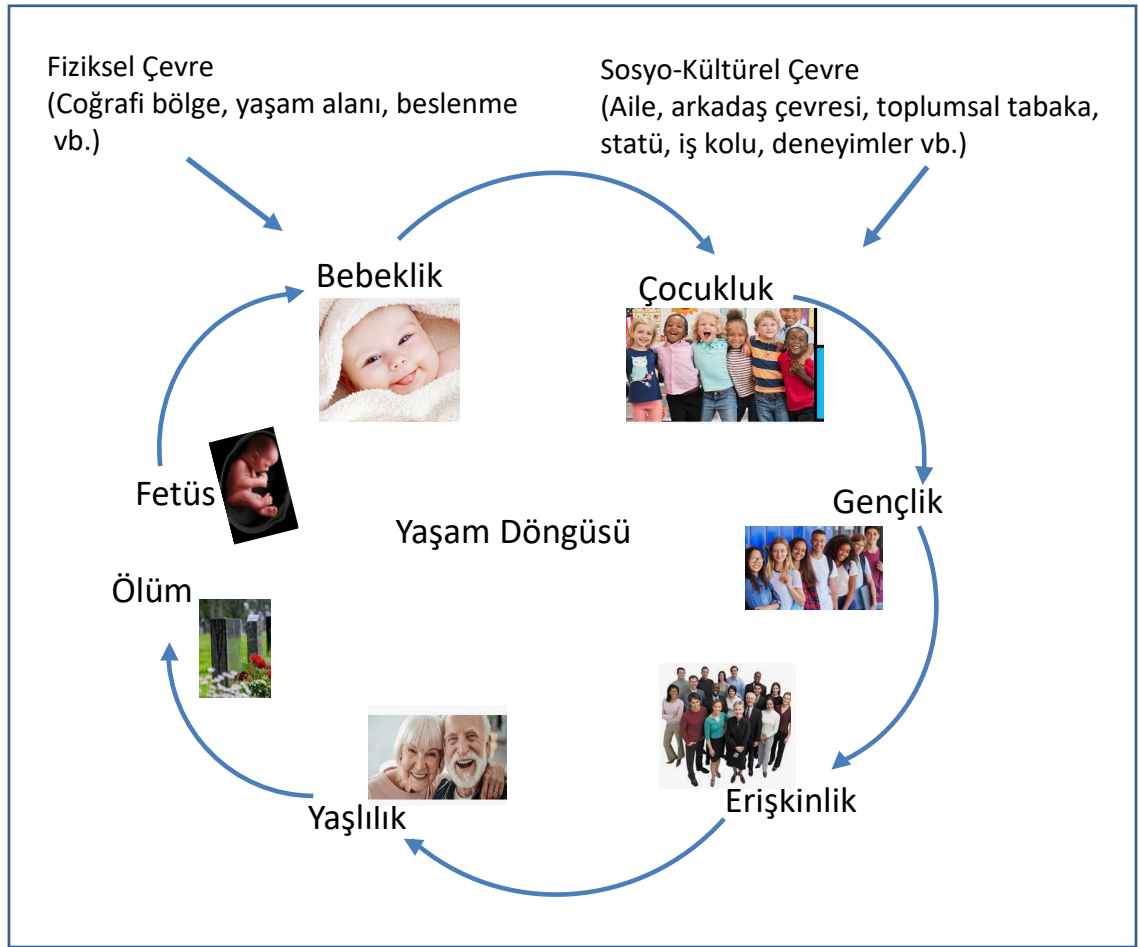 Fiziksel Çevre
(Coğrafi bölge, yaşam alanı, beslenme
vb.)
Sosyo-Kültürel Çevre
(Aile, arkadaş çevresi, toplumsal tabaka,
statü, iş kolu, deneyimler vb.)
Bebeklik
Çocukluk
Fetüs
Gençlik
Yaşam Döngüsü
Ölüm
Erişkinlik
Yaşlılık